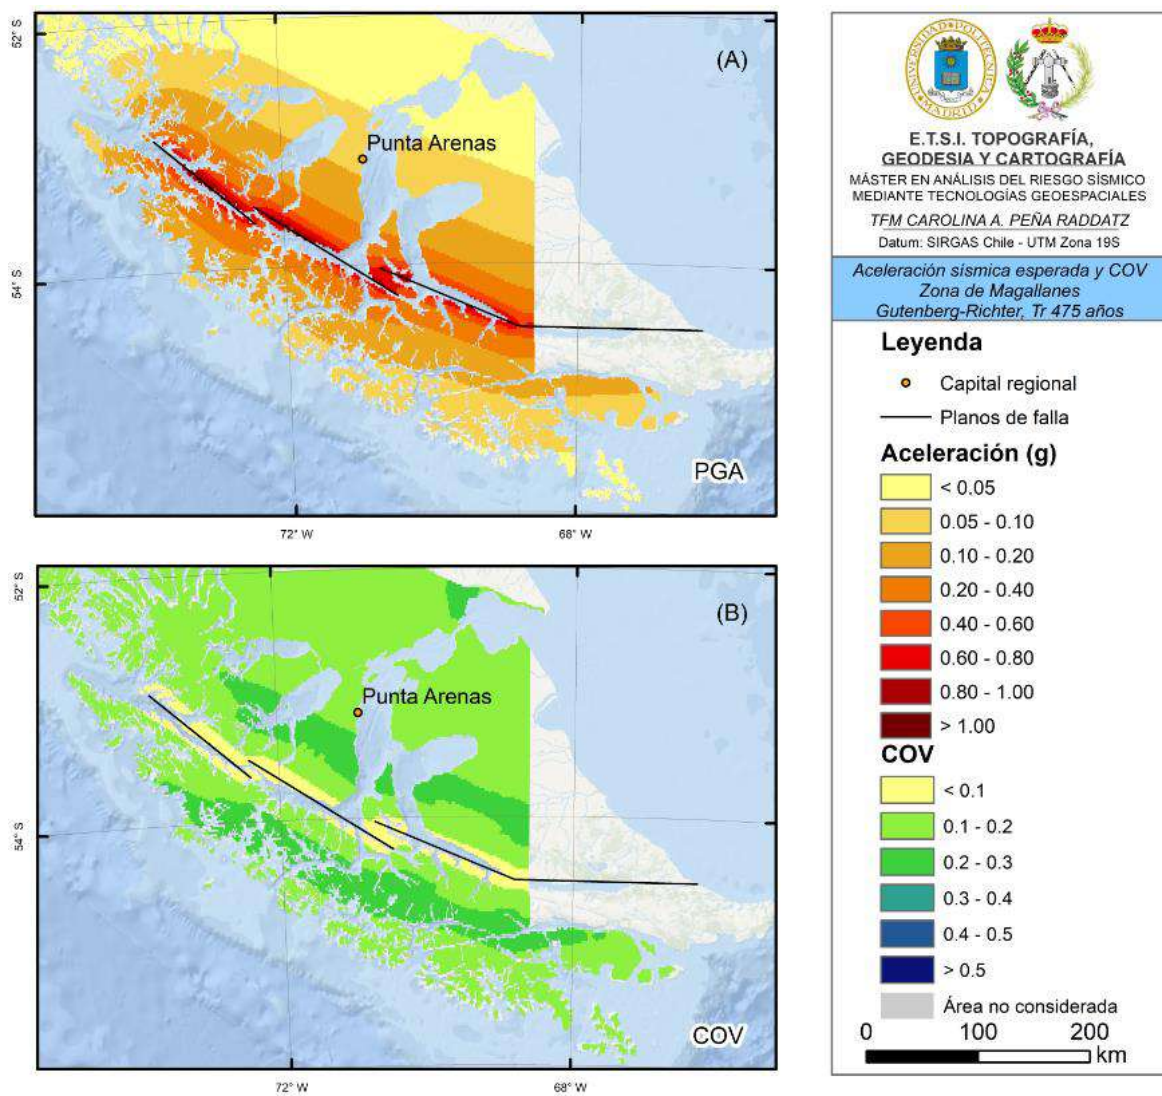 52° S
54° S
(A)
Punta Arenas
PGA
72° W
68° W
52° S
54° S
(B)
Punta Arenas
COV
72° W
68° W
UNIVERSIDAD POLITÉCNICA
MADRID
E.T.S.I. TOPOGRAFÍA,
GEODESIA Y CARTOGRAFÍA
MÁSTER EN ANÁLISIS DEL RIESGO SÍSMICO
MEDIANTE TECNOLOGÍAS GEOESPACIALES
TFM CAROLINA A. PEÑA RADDATZ
Datum: SIRGAS Chile - UTM Zona 19S
Aceleración sísmica esperada y COV
Zona de Magallanes
Gutenberg-Richter, Tr 475 años
Leyenda
Capital regional
Planos de falla
Aceleración (g)
< 0.05
0.05 - 0.10
0.10 - 0.20
0.20 - 0.40
0.40 - 0.60
0.60 - 0.80
0.80 - 1.00
> 1.00
COV
< 0.1
0.1 - 0.2
0.2 - 0.3
0.3 - 0.4
0.4 - 0.5
> 0.5
Área no considerada
0 100 200
km